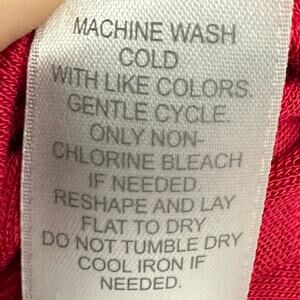 MACHINE WASH
COLD
WITH LIKE COLORS.
GENTLE CYCLE.
ONLY NON-
CHLORINE BLEACH
IF NEEDED.
RESHAPE AND LAY
FLAT TO DRY
DO NOT TUMBLE DRY
COOL IRON IF
NEEDED.